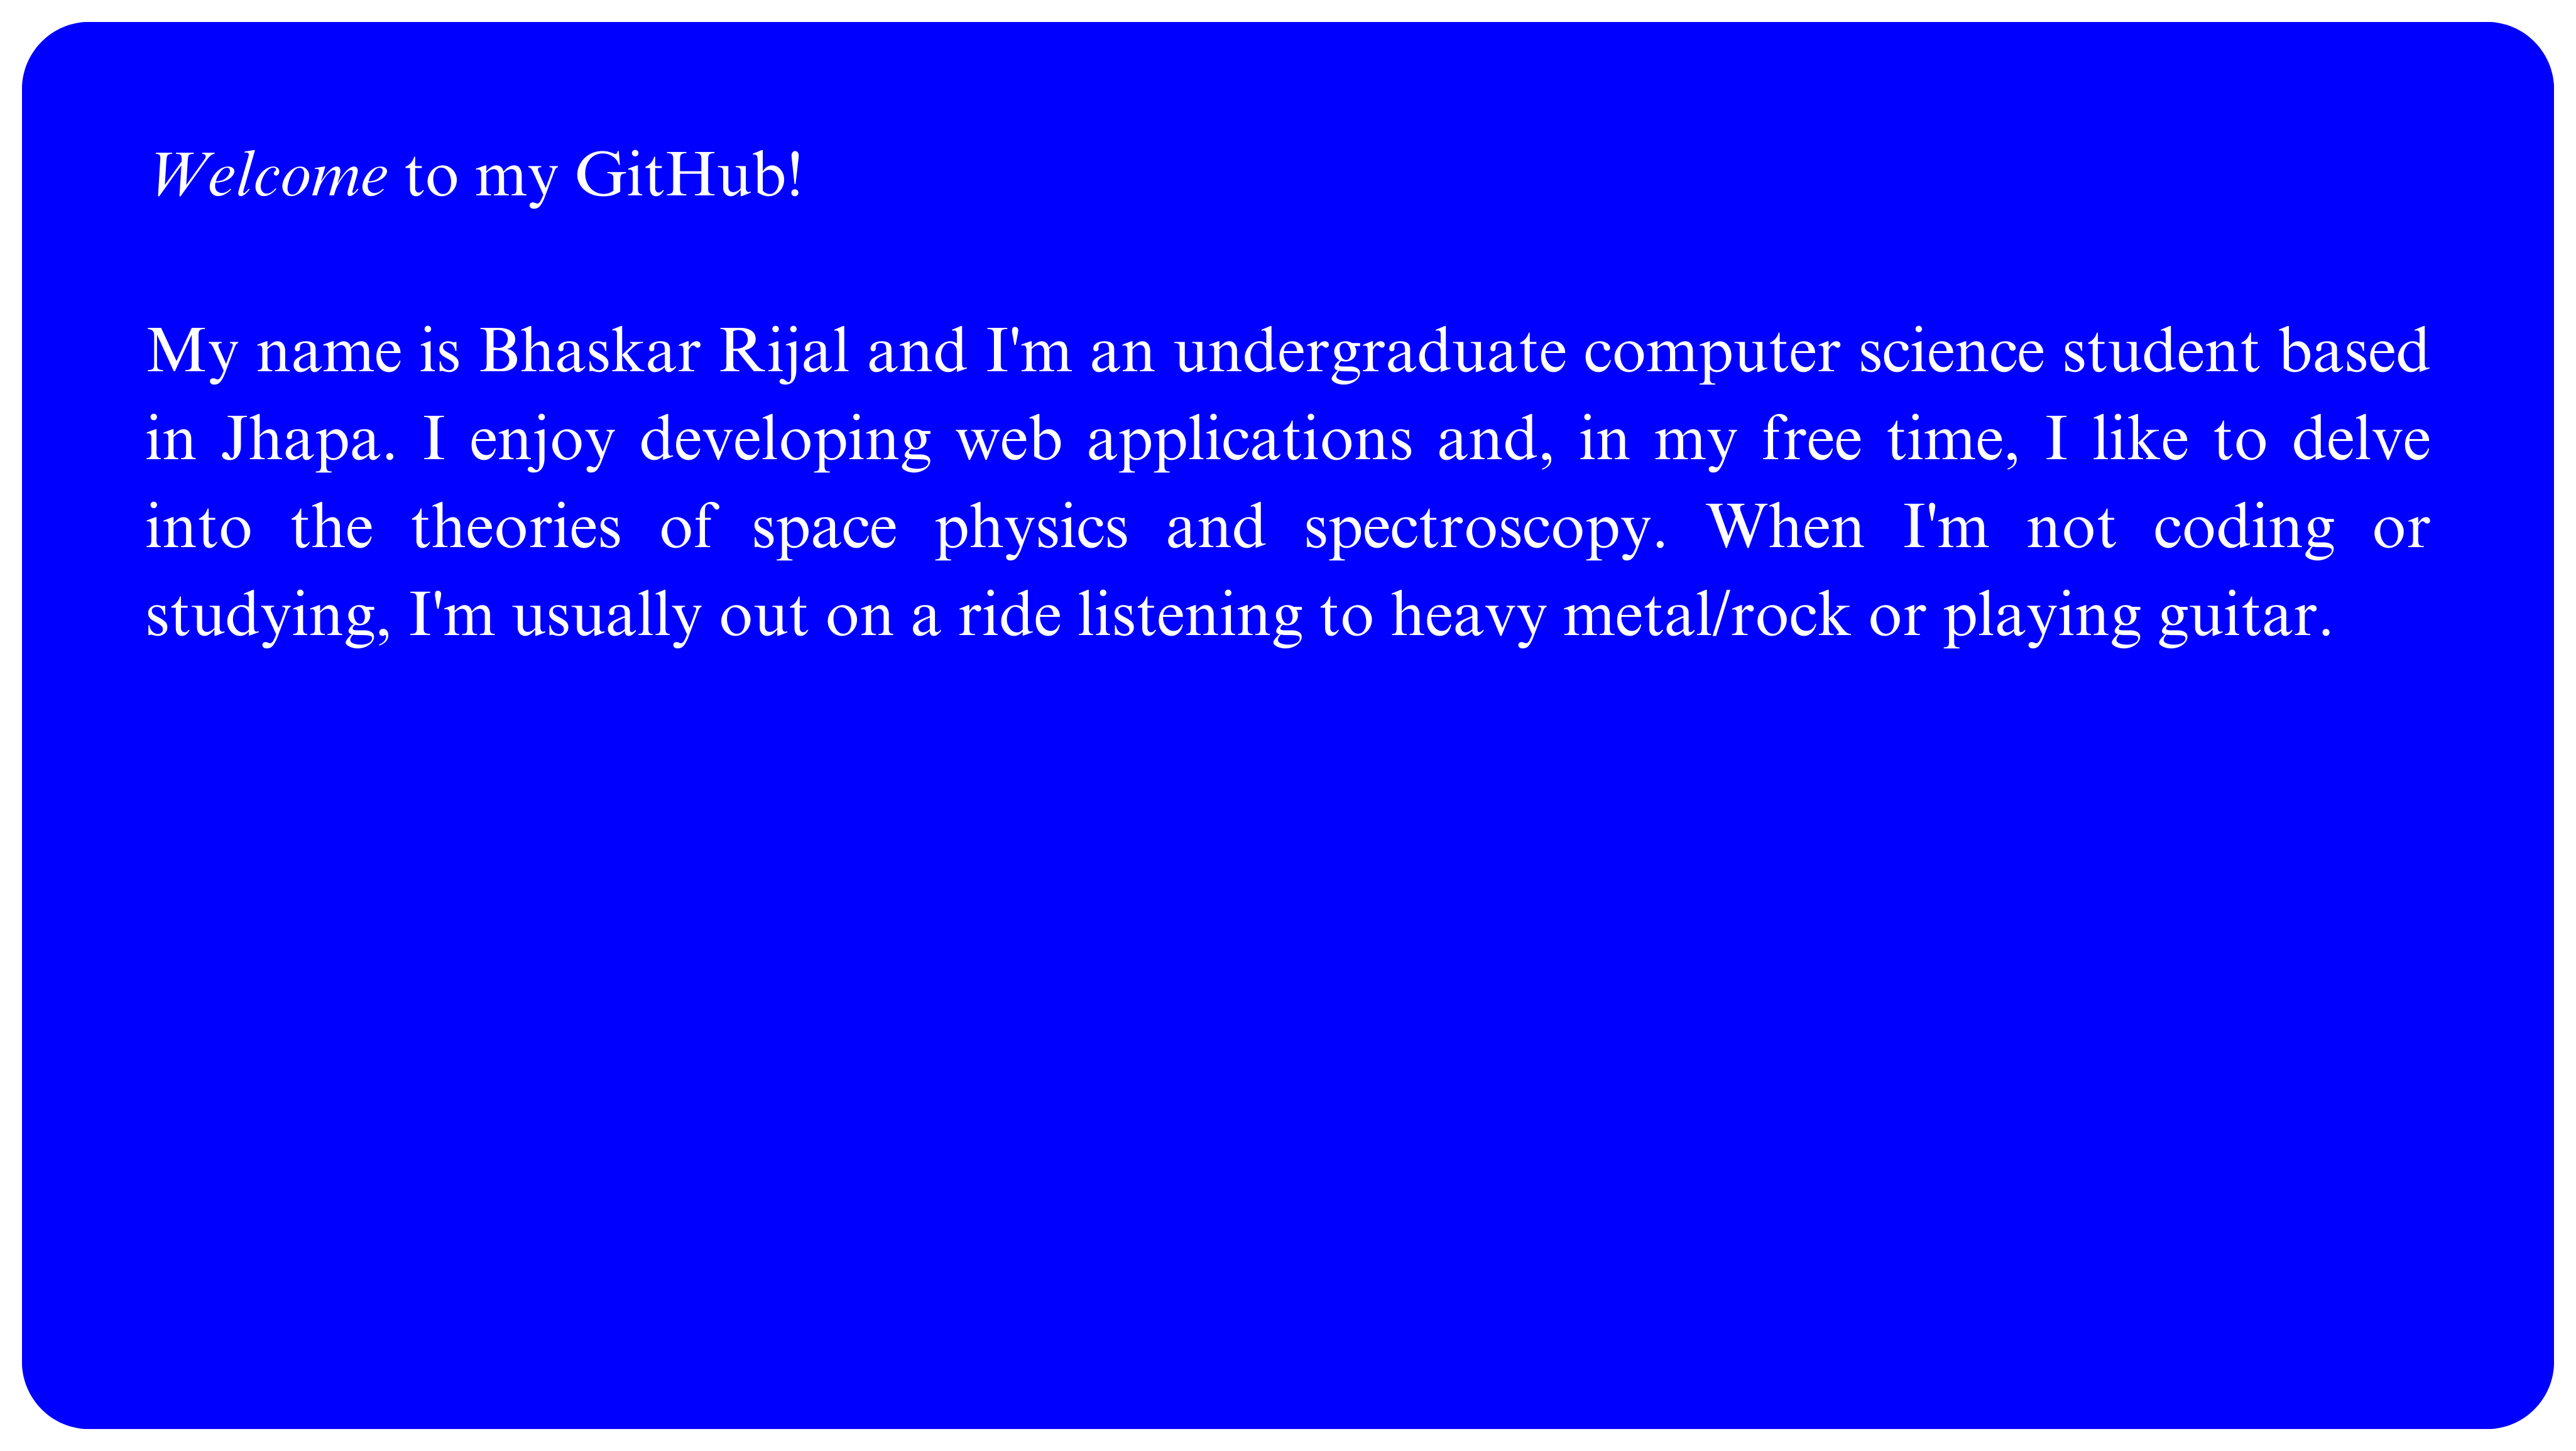 Welcome to my GitHub!
My name is Bhaskar Rijal and I'm an undergraduate computer science student based
in Jhapa. I enjoy developing web applications and, in my free time, I like to delve
into the theories of space physics and spectroscopy. When I'm not coding or
studying, I'm usually out on a ride listening to heavy metal/rock or playing guitar.